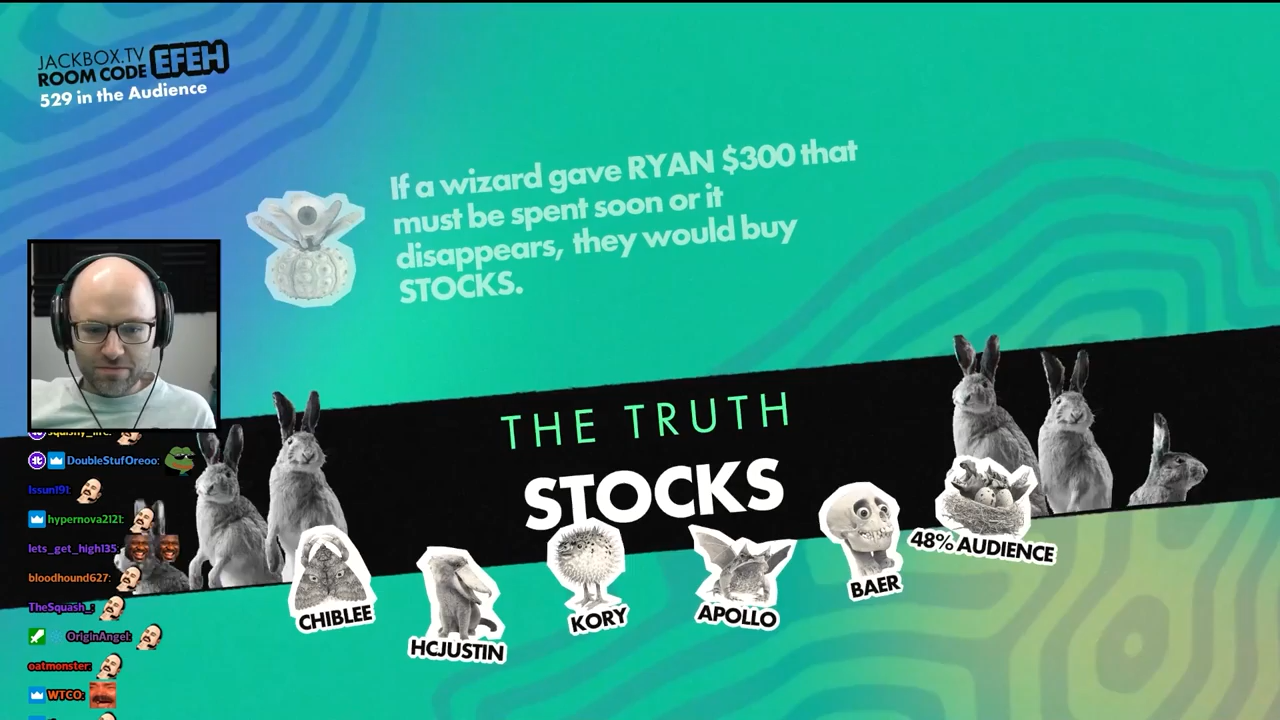 JACKBOX.TV
ROOM CODE EFEH
529 in the Audience
If a wizard gave RYAN $300 that
must be spent soon or it
disappears, they would buy
STOCKS.
THE TRUTH
STOCKS
CHIBLEE
HCJUSTIN
KORY
APOLLO
BAER
48% AUDIENCE
DoubleStufOreoo:
Issun191:
hypernova2121:
lets_get_high135:
bloodhound627:
TheSquash_:
OriginAngel:
oatmonster:
WTCO: